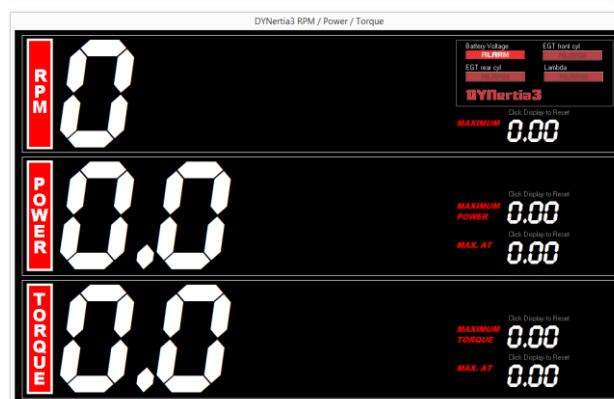 DYNertia3 RPM / Power / Torque
RPM
0
Battery Voltage
EGT front cyl
ALARM
ALARM
EGT rear cyl
Lambda
ALARM
ALARM
DYNertia3
Click Display to Reset
MAXIMUM
0.00
POWER
0.0
Click Display to Reset
MAXIMUM
POWER
0.00
Click Display to Reset
MAX. AT
0.00
TORQUE
0.0
Click Display to Reset
MAXIMUM
TORQUE
0.00
Click Display to Reset
MAX. AT
0.00